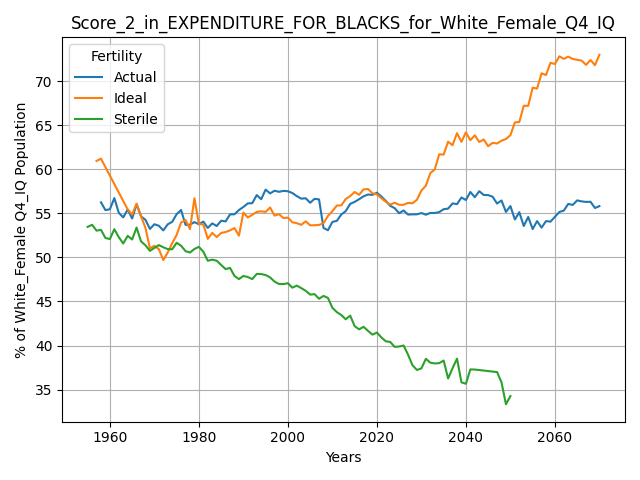 Score_2_in_EXPENDITURE_FOR_BLACKS_for_White_Female_Q4_IQ
Fertility
Actual
Ideal
Sterile
% of White_Female Q4_IQ Population
70
65
60
55
50
45
40
35
1960 1980 2000 2020 2040 2060
Years